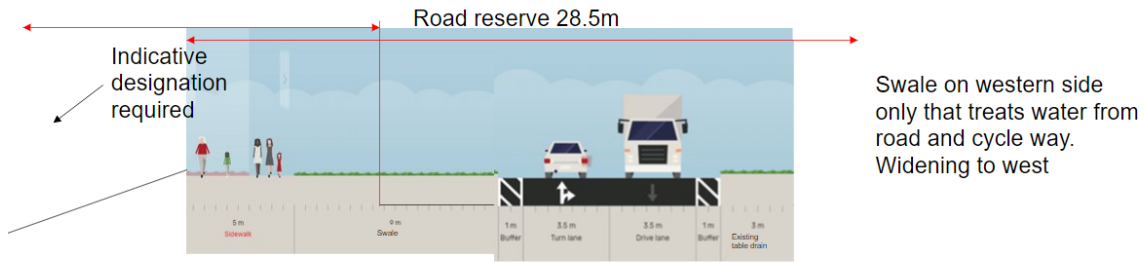 Road reserve 28.5m
Indicative
designation
required
Swale on western side
only that treats water from
road and cycle way.
Widening to west
5 m
Sidewalk
9 m
Swale
1 m
Buffer
3.5 m
Turn lane
3.5 m
Drive lane
1 m
Buffer
3 m
Existing
table drain